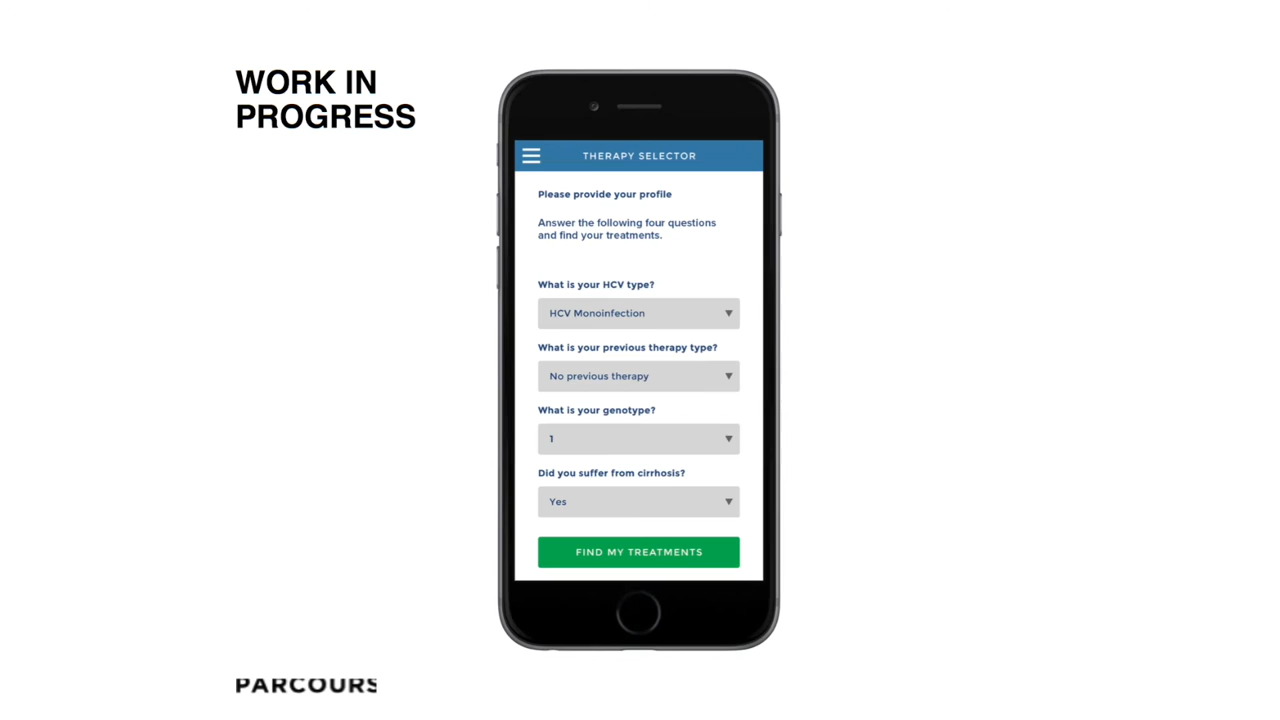 WORK IN
PROGRESS
THERAPY SELECTOR
Please provide your profile
Answer the following four questions
and find your treatments.
What is your HCV type?
HCV Monoinfection
What is your previous therapy type?
No previous therapy
What is your genotype?
1
Did you suffer from cirrhosis?
Yes
FIND MY TREATMENTS
PARCOURS